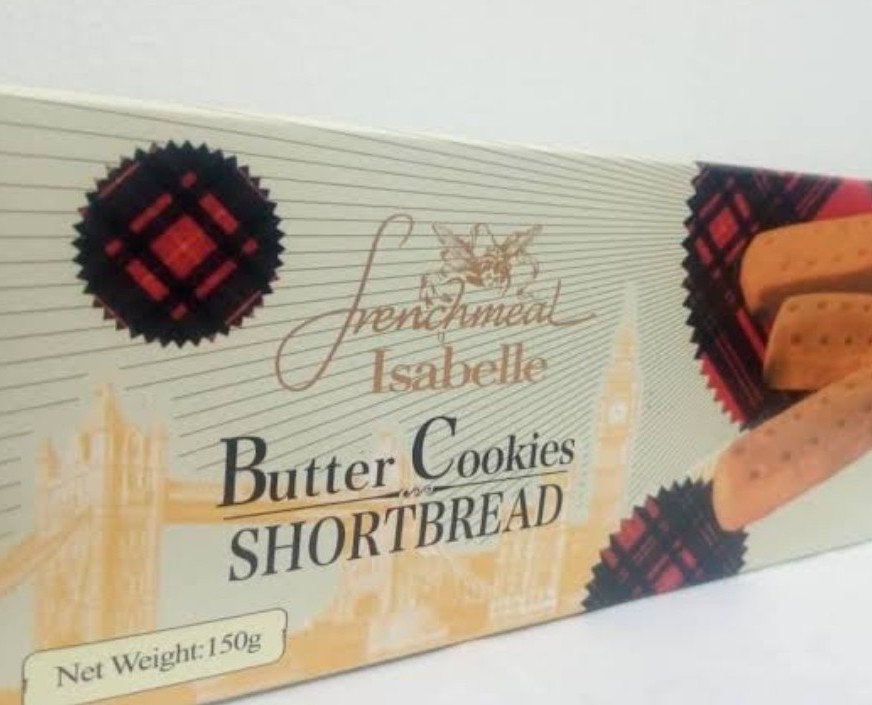 frenchmeal
Isabelle
Butter Cookies
SHORTBREAD
Net Weight:150g